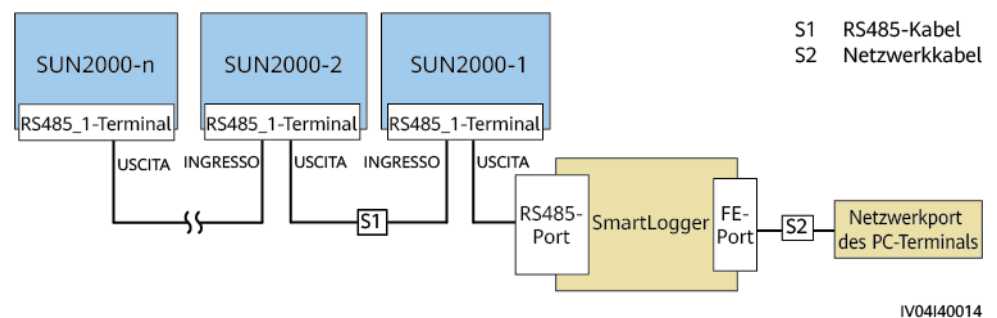 S1 RS485-Kabel
S2 Netzwerkkabel
SUN2000-n
SUN2000-2
SUN2000-1
RS485_1-Terminal
RS485_1-Terminal
RS485_1-Terminal
USCITA
INGRESSO
USCITA
INGRESSO
USCITA
S1
RS485-
Port
SmartLogger
FE-
Port
S2
Netzwerkport
des PC-Terminals
IV04I40014